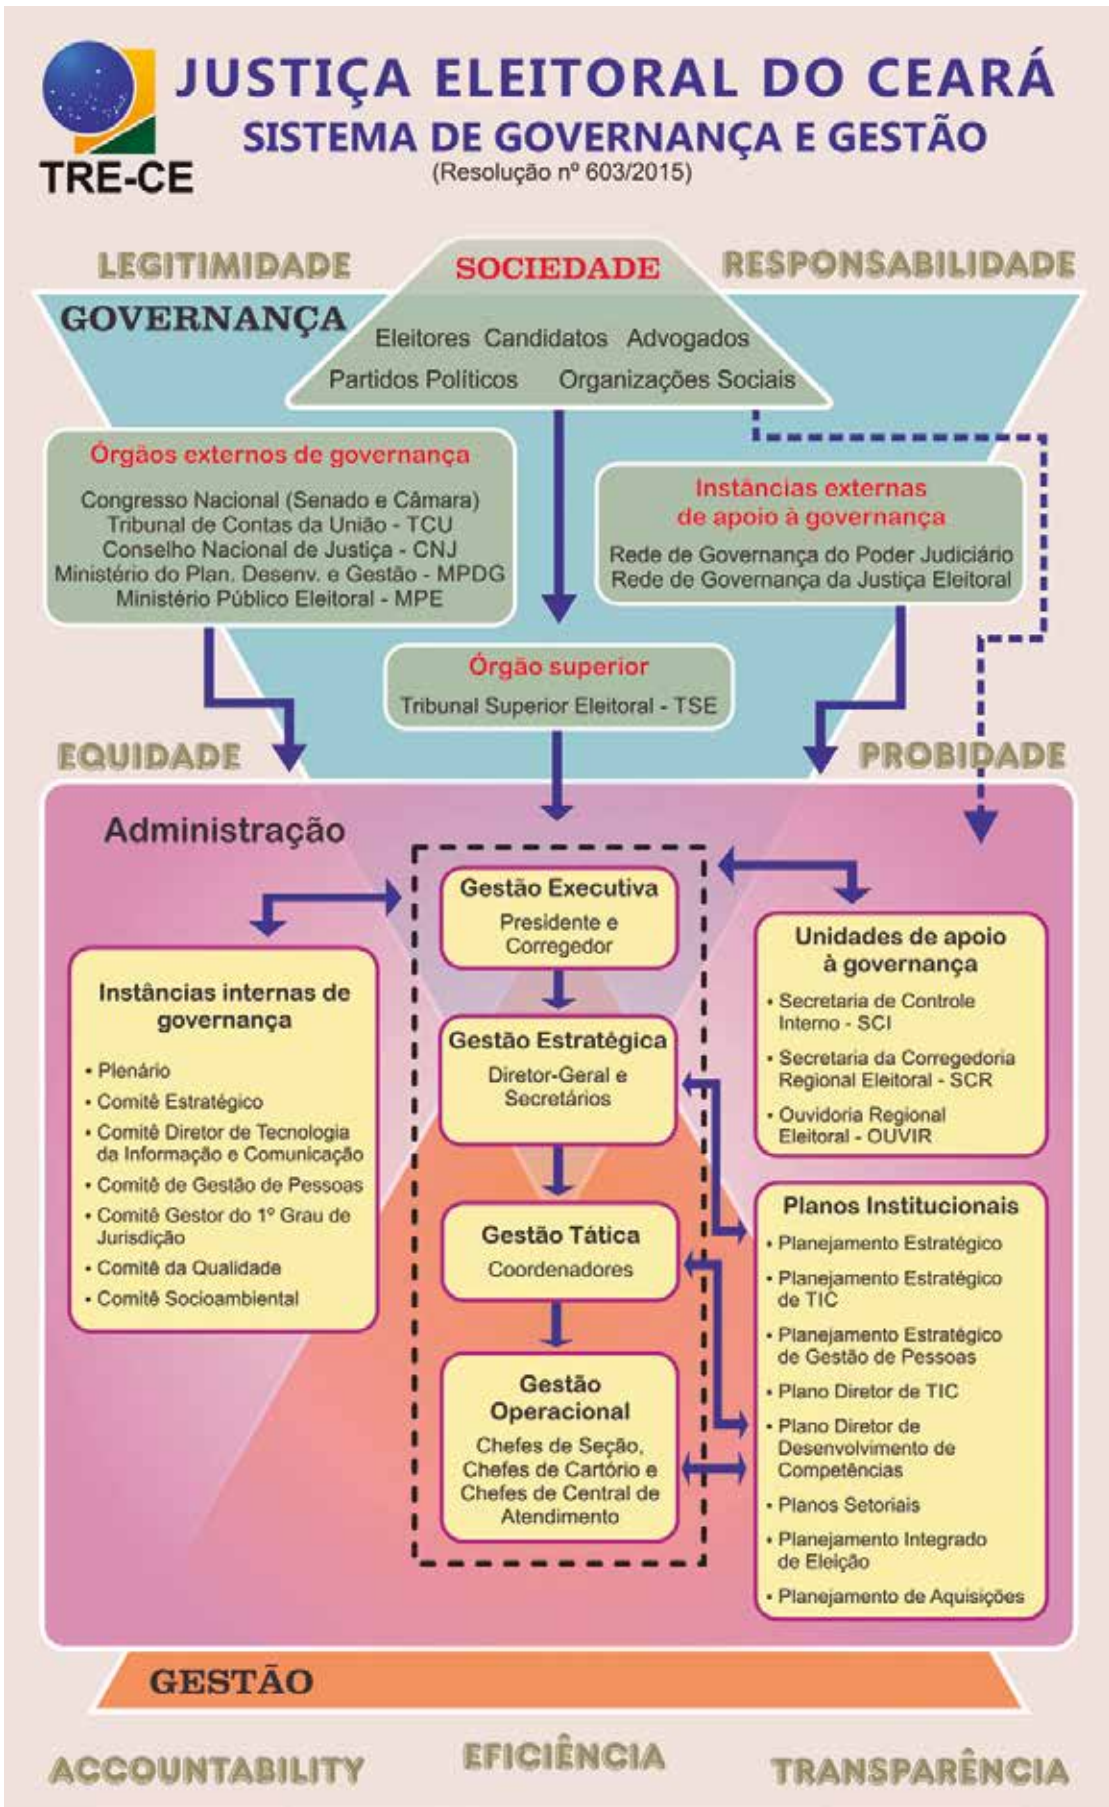 JUSTIÇA ELEITORAL DO CEARÁ
SISTEMA DE GOVERNANÇA E GESTÃO
(Resolução nº 603/2015)
TRE-CE
LEGITIMIDADE
SOCIEDADE
RESPONSABILIDADE
GOVERNANÇA
Eleitores Candidatos Advogados
Partidos Políticos Organizações Sociais
Órgãos externos de governança
Congresso Nacional (Senado e Câmara)
Tribunal de Contas da União - TCU
Conselho Nacional de Justiça - CNJ
Ministério do Plan. Desenv. e Gestão - MPDG
Ministério Público Eleitoral - MPE
Instâncias externas
de apoio à governança
Rede de Governança do Poder Judiciário
Rede de Governança da Justiça Eleitoral
Órgão superior
Tribunal Superior Eleitoral - TSE
EQUIDADE
PROBIDADE
Administração
Gestão Executiva
Presidente e
Corregedor
Gestão Estratégica
Diretor-Geral e
Secretários
Gestão Tática
Coordenadores
Gestão
Operacional
Chefes de Seção,
Chefes de Cartório e
Chefes de Central de
Atendimento
Instâncias internas de
governança
• Plenário
• Comitê Estratégico
• Comitê Diretor de Tecnologia
da Informação e Comunicação
• Comitê de Gestão de Pessoas
• Comitê Gestor do 1º Grau de
Jurisdição
• Comitê da Qualidade
• Comitê Socioambiental
Unidades de apoio
à governança
• Secretaria de Controle
Interno - SCI
• Secretaria da Corregedoria
Regional Eleitoral - SCR
• Ouvidoria Regional
Eleitoral - OUVIR
Planos Institucionais
• Planejamento Estratégico
• Planejamento Estratégico
de TIC
• Planejamento Estratégico
de Gestão de Pessoas
• Plano Diretor de TIC
• Plano Diretor de
Desenvolvimento de
Competências
• Planos Setoriais
• Planejamento Integrado
de Eleição
• Planejamento de Aquisições
GESTÃO
ACCOUNTABILITY
EFICIÊNCIA
TRANSPARÊNCIA